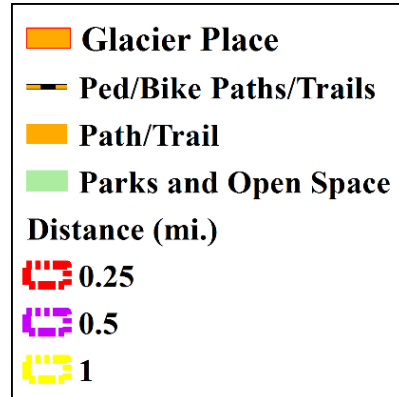 Glacier Place
Ped/Bike Paths/Trails
Path/Trail
Parks and Open Space
Distance (mi.)
0.25
0.5
1